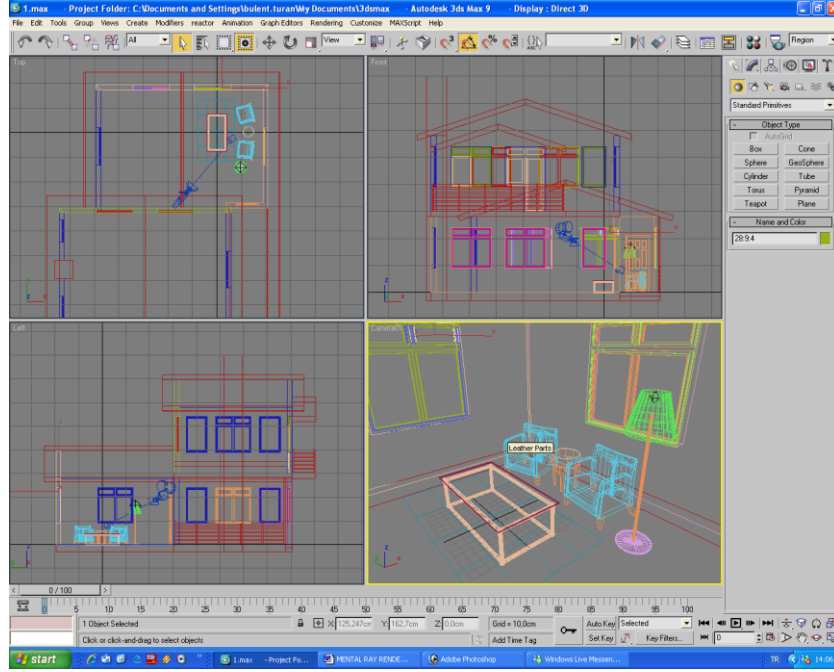 1.max - Project Folder: C:\Documents and Settings\bulent.turan\My Documents\3dsmax - Autodesk 3ds Max 9 - Display : Direct 3D
File Edit Tools Group Views Create Modifiers reactor Animation Graph Editors Rendering Customize MAXScript Help
All View Region
Top
Front
Standard Primitives
- Object Type
AutoGrid
Box Cone
Sphere GeoSphere
Cylinder Tube
Torus Pyramid
Teapot Plane
- Name and Color
28:9:4
Left
Camera01
Leather Parts
< 0 / 100 >
0 5 10 15 20 25 30 35 40 45 50 55 60 65 70 75 80 85 90 95 100
1 Object Selected X: 125,247cm Y: 162,7cm Z: 0,0cm Grid = 10,0cm Auto Key Selected
Click or click-and-drag to select objects Add Time Tag Set Key Key Filters... 0
start 1.max - Project Fo... MENTAL RAY RENDE... Adobe Photoshop Windows Live Messen... TR